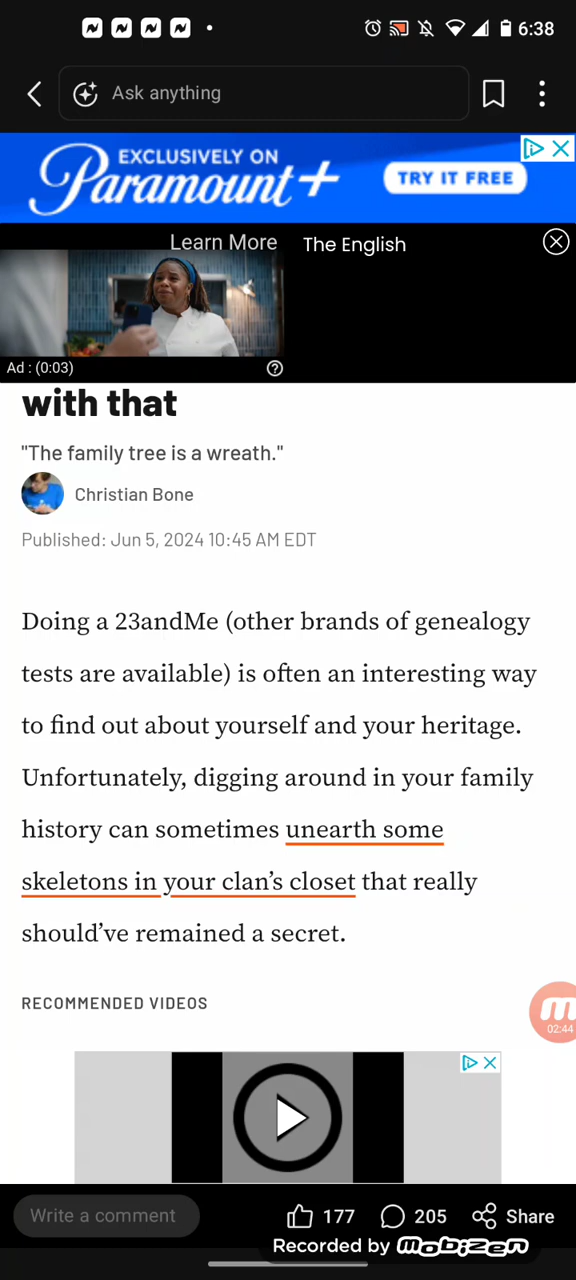 6:38
Ask anything
EXCLUSIVELY ON
Paramount+
TRY IT FREE
Learn More
The English
Ad : (0:03)
with that
"The family tree is a wreath."
Christian Bone
Published: Jun 5, 2024 10:45 AM EDT
Doing a 23andMe (other brands of genealogy
tests are available) is often an interesting way
to find out about yourself and your heritage.
Unfortunately, digging around in your family
history can sometimes unearth some
skeletons in your clan’s closet that really
should’ve remained a secret.
RECOMMENDED VIDEOS
m
02:44
Write a comment
177
205
Share
Recorded by mobizen